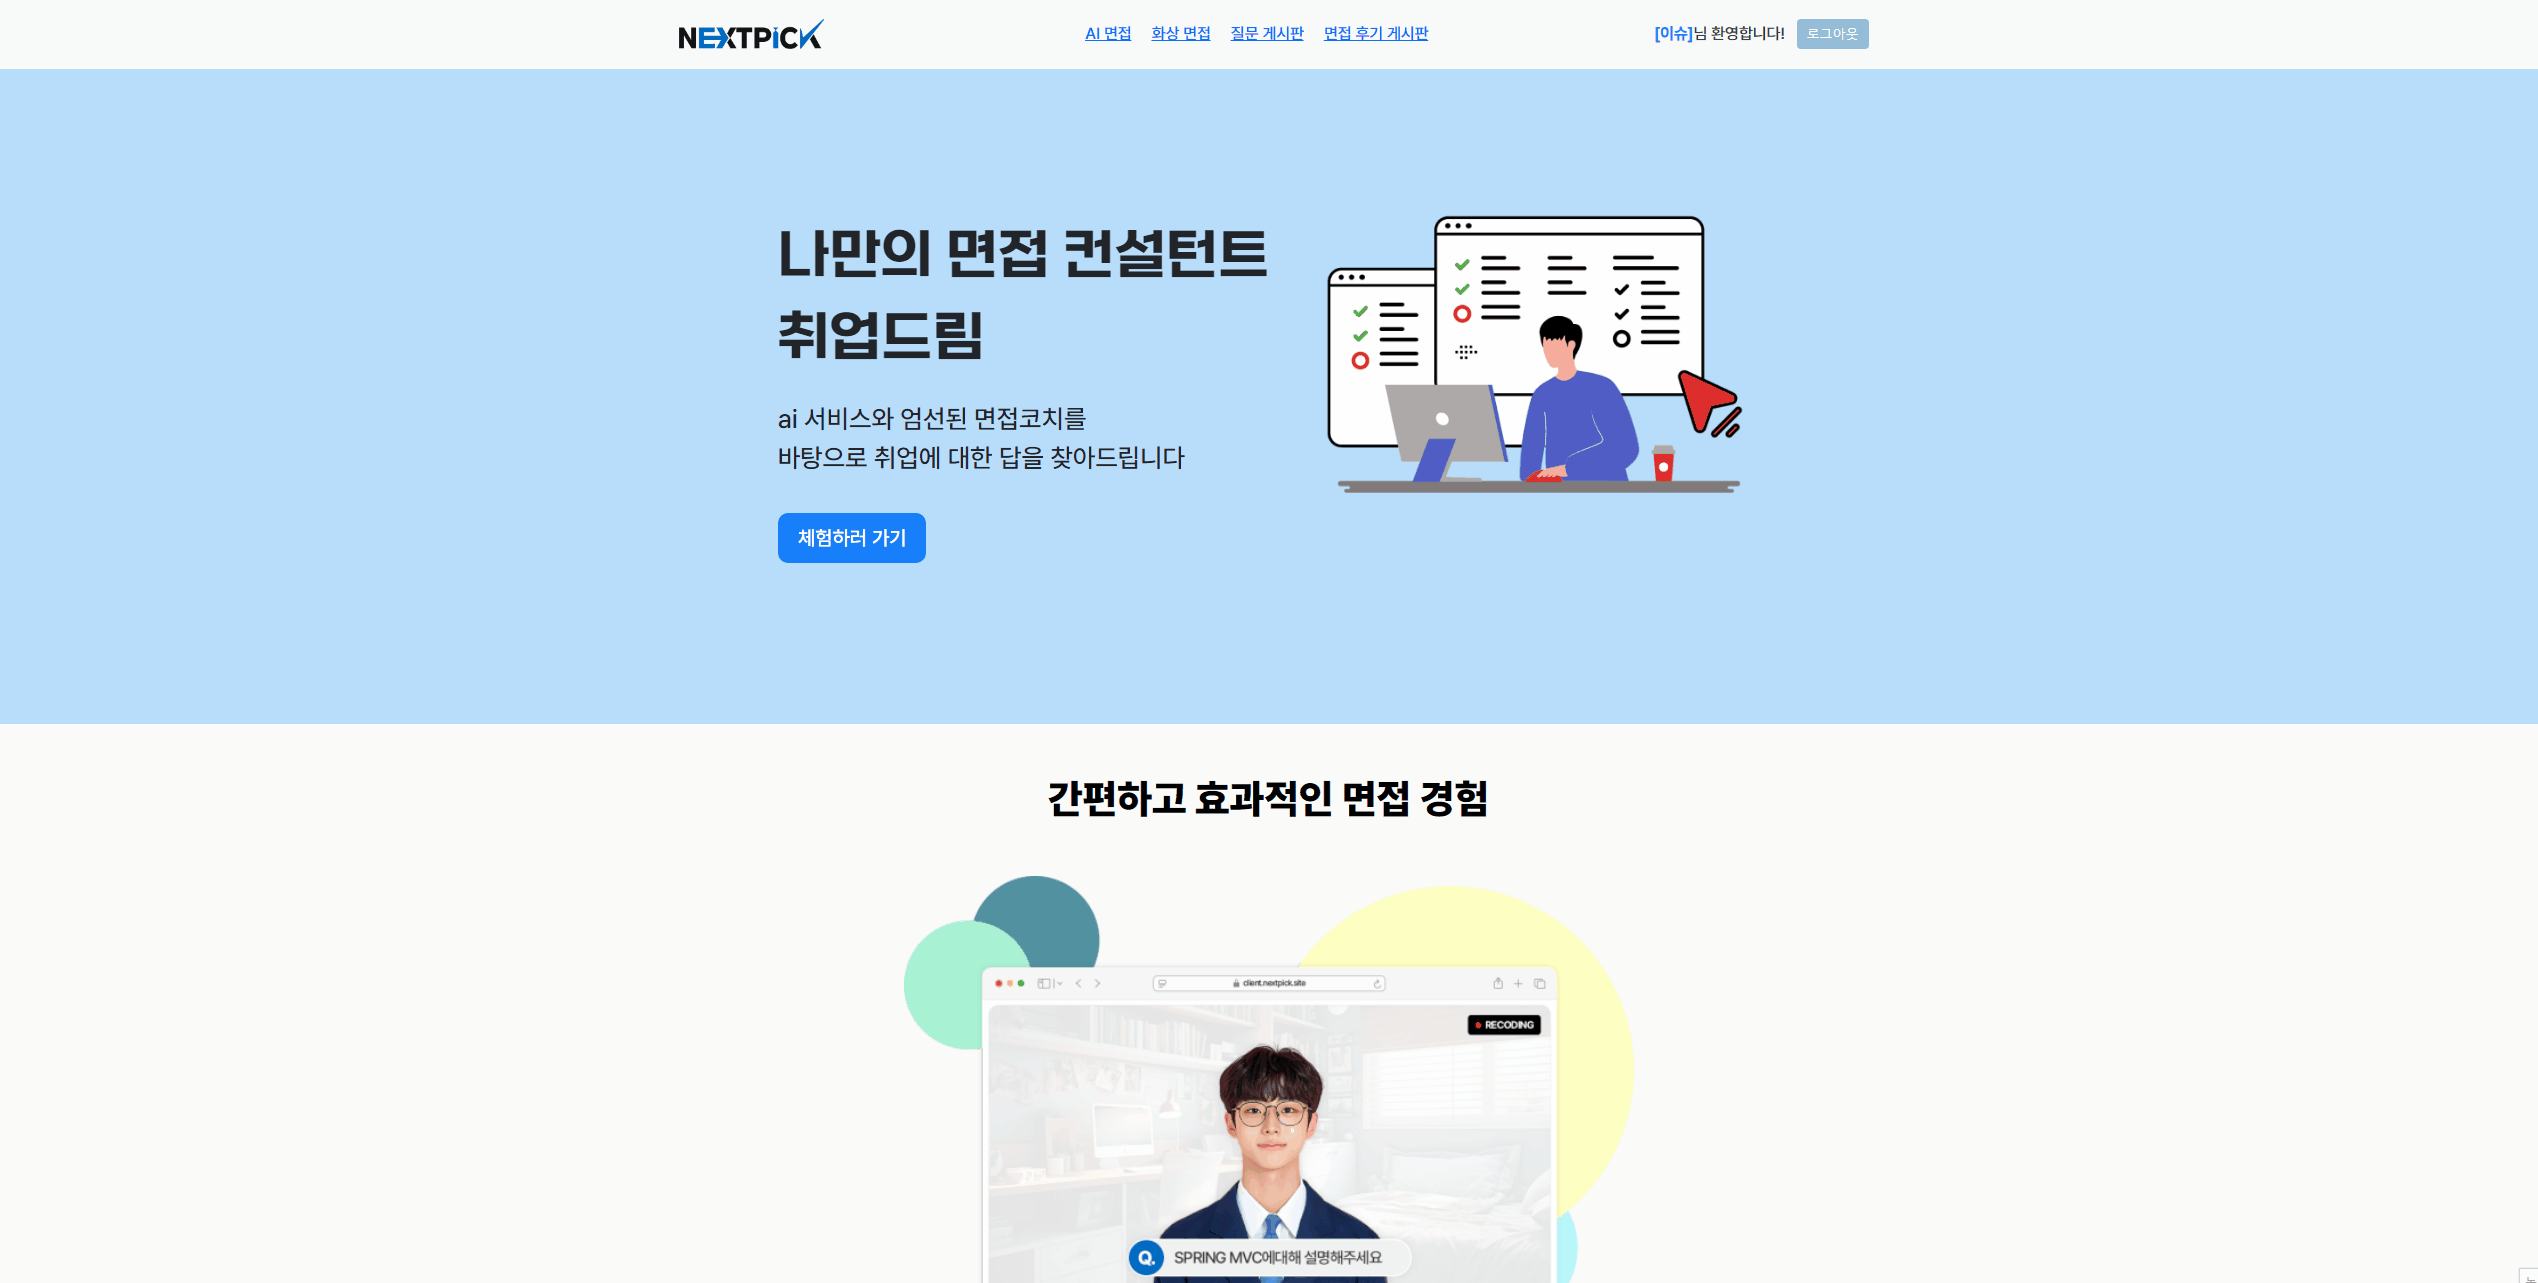 NEXTPiCK
AI 면접 화상 면접 질문 게시판 면접 후기 게시판
[이슈]님 환영합니다! 로그아웃
나만의 면접 컨설턴트
취업드림
ai 서비스와 엄선된 면접코치를
바탕으로 취업에 대한 답을 찾아드립니다
체험하러 가기
간편하고 효과적인 면접 경험
client.nextpick.site
RECODING
Q. SPRING MVC에대해 설명해주세요